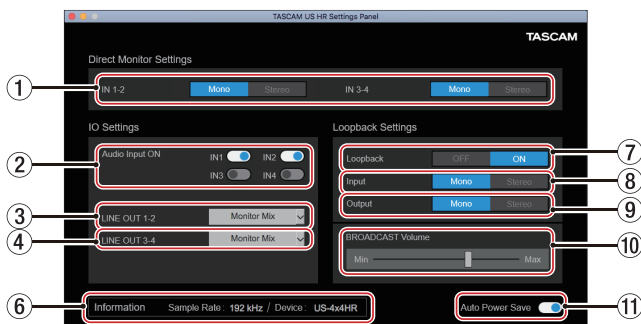 TASCAM US HR Settings Panel
TASCAM
Direct Monitor Settings
① IN 1-2 Mono Stereo IN 3-4 Mono Stereo
IO Settings
② Audio Input ON IN1 IN2
IN3 IN4
③ LINE OUT 1-2 Monitor Mix
④ LINE OUT 3-4 Monitor Mix
Loopback Settings
Loopback OFF ON ⑦
Input Mono Stereo ⑧
Output Mono Stereo ⑨
BROADCAST Volume ⑩
Min Max
⑥ Information Sample Rate : 192 kHz / Device : US-4x4HR
Auto Power Save ⑪